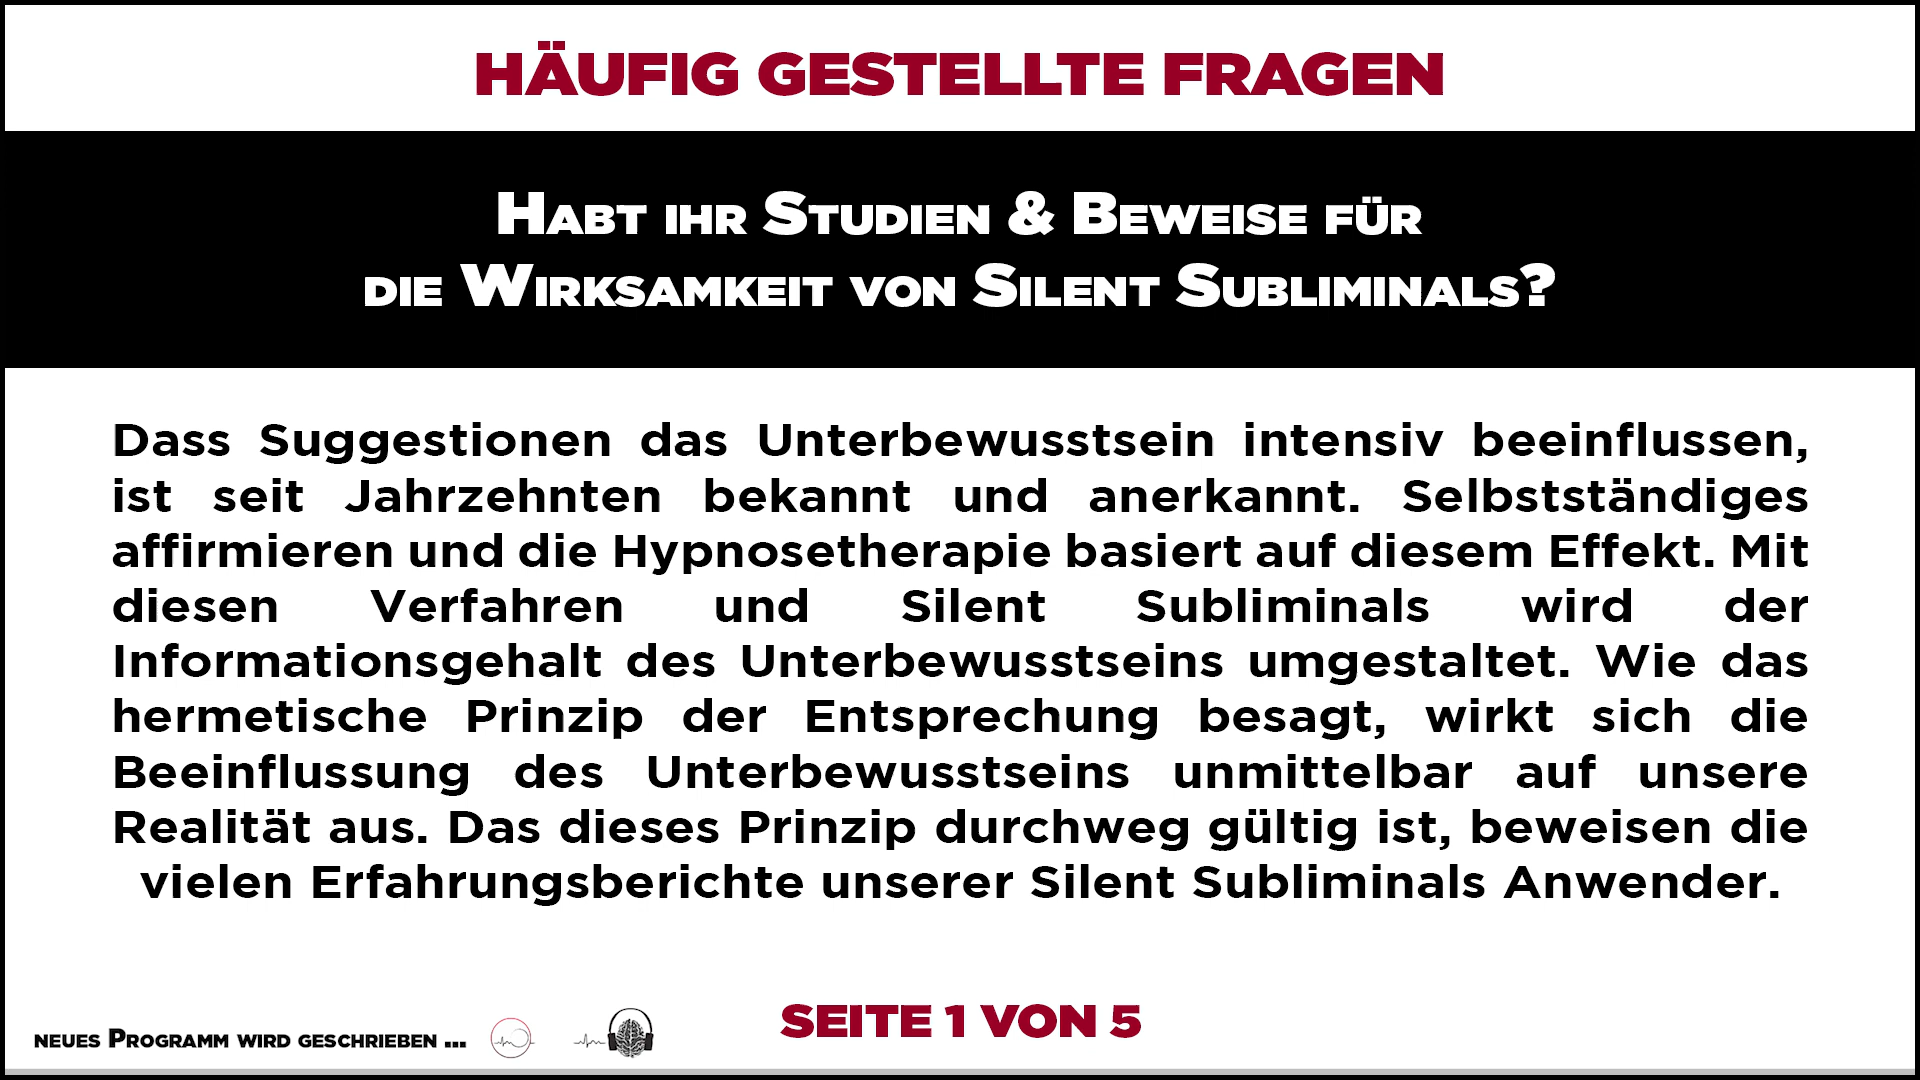 HÄUFIG GESTELLTE FRAGEN
Habt ihr Studien & Beweise für
die Wirksamkeit von Silent Subliminals?
Dass Suggestionen das Unterbewusstsein intensiv beeinflussen,
ist seit Jahrzehnten bekannt und anerkannt. Selbstständiges
affirmieren und die Hypnosetherapie basiert auf diesem Effekt. Mit
diesen Verfahren und Silent Subliminals wird der
Informationsgehalt des Unterbewusstseins umgestaltet. Wie das
hermetische Prinzip der Entsprechung besagt, wirkt sich die
Beeinflussung des Unterbewusstseins unmittelbar auf unsere
Realität aus. Das dieses Prinzip durchweg gültig ist, beweisen die
vielen Erfahrungsberichte unserer Silent Subliminals Anwender.
SEITE 1 VON 5
neues Programm wird geschrieben ...